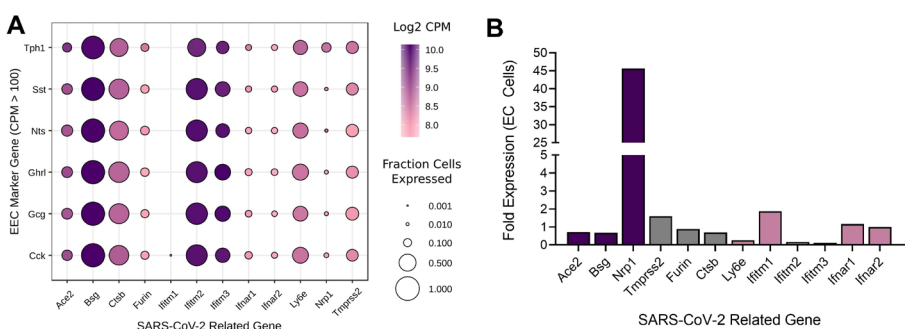 A
EEC Marker Gene (CPM > 100)
Tph1
Sst
Nts
Ghrl
Gcg
Cck
Ace2
Bsg
Ctsb
Furin
Ifitm1
Ifitm2
Ifitm3
Ifnar1
Ifnar2
Ly6e
Nrp1
Tmprss2
SARS-CoV-2 Related Gene
Log2 CPM
10.0
9.5
9.0
8.5
8.0
Fraction Cells
Expressed
0.001
0.010
0.100
0.500
1.000
B
Fold Expression (EC Cells)
50
45
40
35
30
25
5
4
3
2
1
0
Ace2
Bsg
Nrp1
Tmprss2
Furin
Ctsb
Ly6e
Ifitm1
Ifitm2
Ifitm3
Ifnar1
Ifnar2
SARS-CoV-2 Related Gene